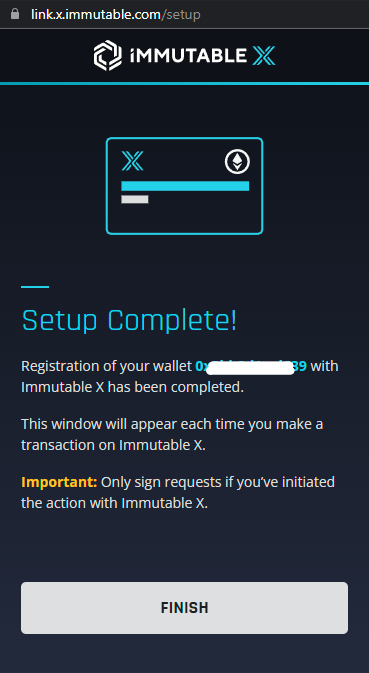 link.x.immutable.com/setup
iMMUTABLE X
Setup Complete!
Registration of your wallet 39 with
Immutable X has been completed.
This window will appear each time you make a
transaction on Immutable X.
Important: Only sign requests if you've initiated
the action with Immutable X.
FINISH